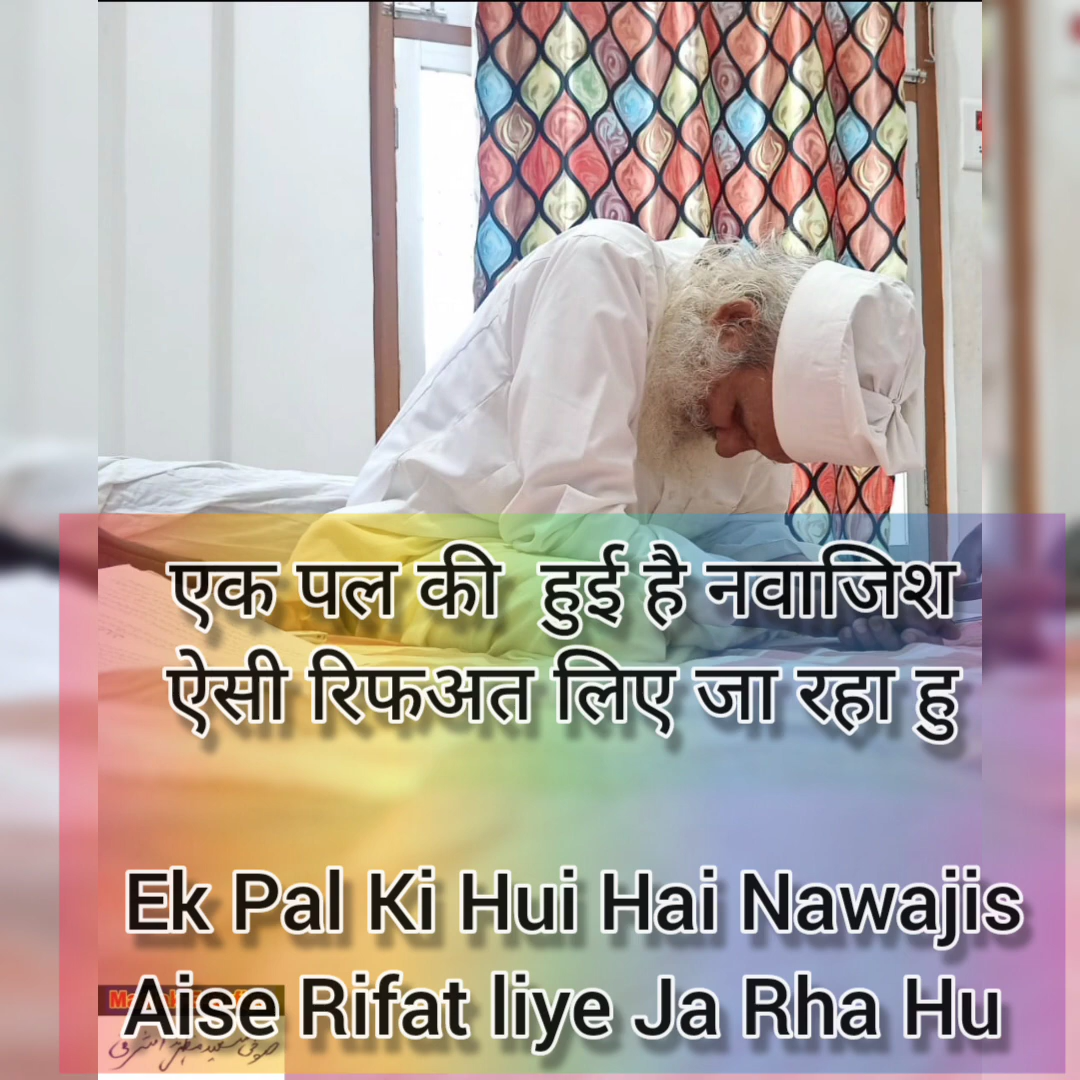 एक पल की हुई है नवाजिश
ऐसी रिफअत लिए जा रहा हु
Ek Pal Ki Hui Hai Nawajis
Aise Rifat liye Ja Rha Hu